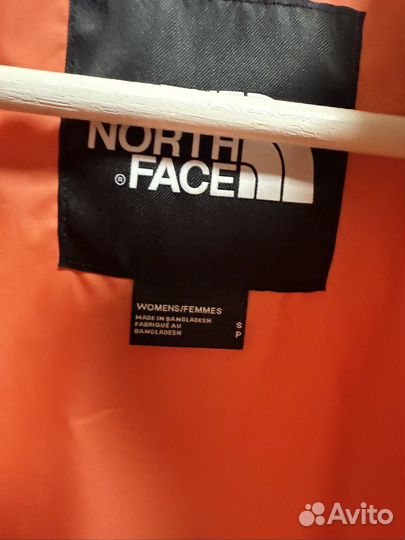 NORTH
FACE®
WOMENS/FEMMES
MADE IN BANGLADESH
FABRIQUÉ AU
BANGLADESH
S
P
Avito